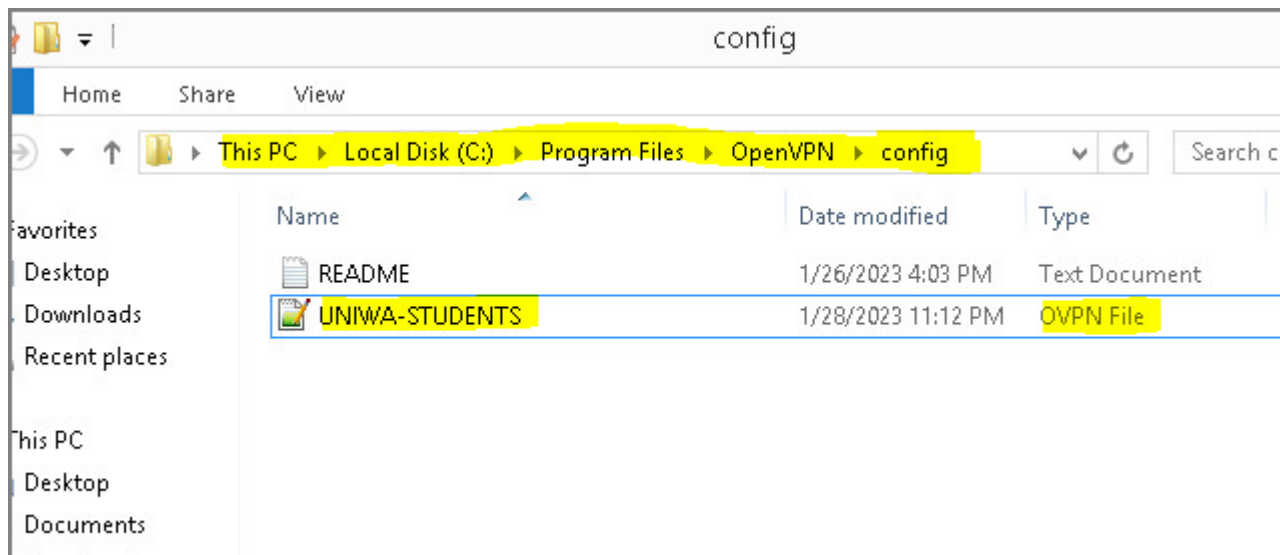 config
Home Share View
This PC Local Disk (C:) Program Files OpenVPN config Search c
Name Date modified Type
Favorites
Desktop README 1/26/2023 4:03 PM Text Document
Downloads UNIWA-STUDENTS 1/28/2023 11:12 PM OVPN File
Recent places
This PC
Desktop
Documents